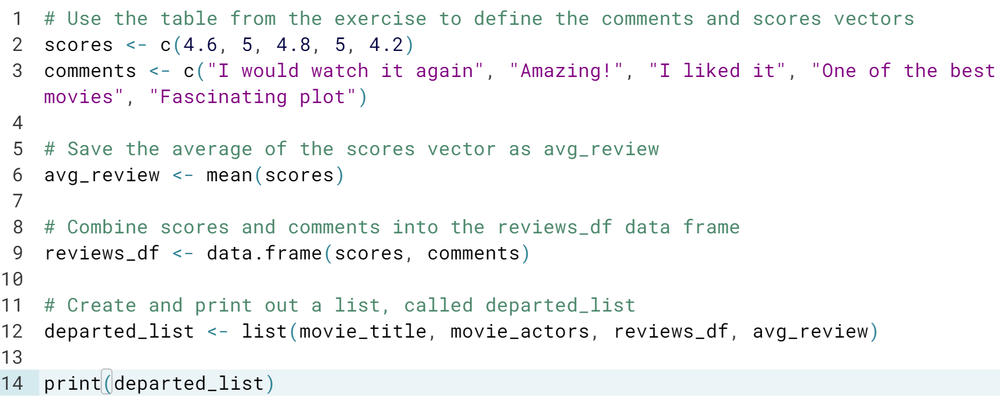 1 # Use the table from the exercise to define the comments and scores vectors
2 scores <- c(4.6, 5, 4.8, 5, 4.2)
3 comments <- c("I would watch it again", "Amazing!", "I liked it", "One of the best
movies", "Fascinating plot")
4
5 # Save the average of the scores vector as avg_review
6 avg_review <- mean(scores)
7
8 # Combine scores and comments into the reviews_df data frame
9 reviews_df <- data.frame(scores, comments)
10
11 # Create and print out a list, called departed_list
12 departed_list <- list(movie_title, movie_actors, reviews_df, avg_review)
13
14 print(departed_list)